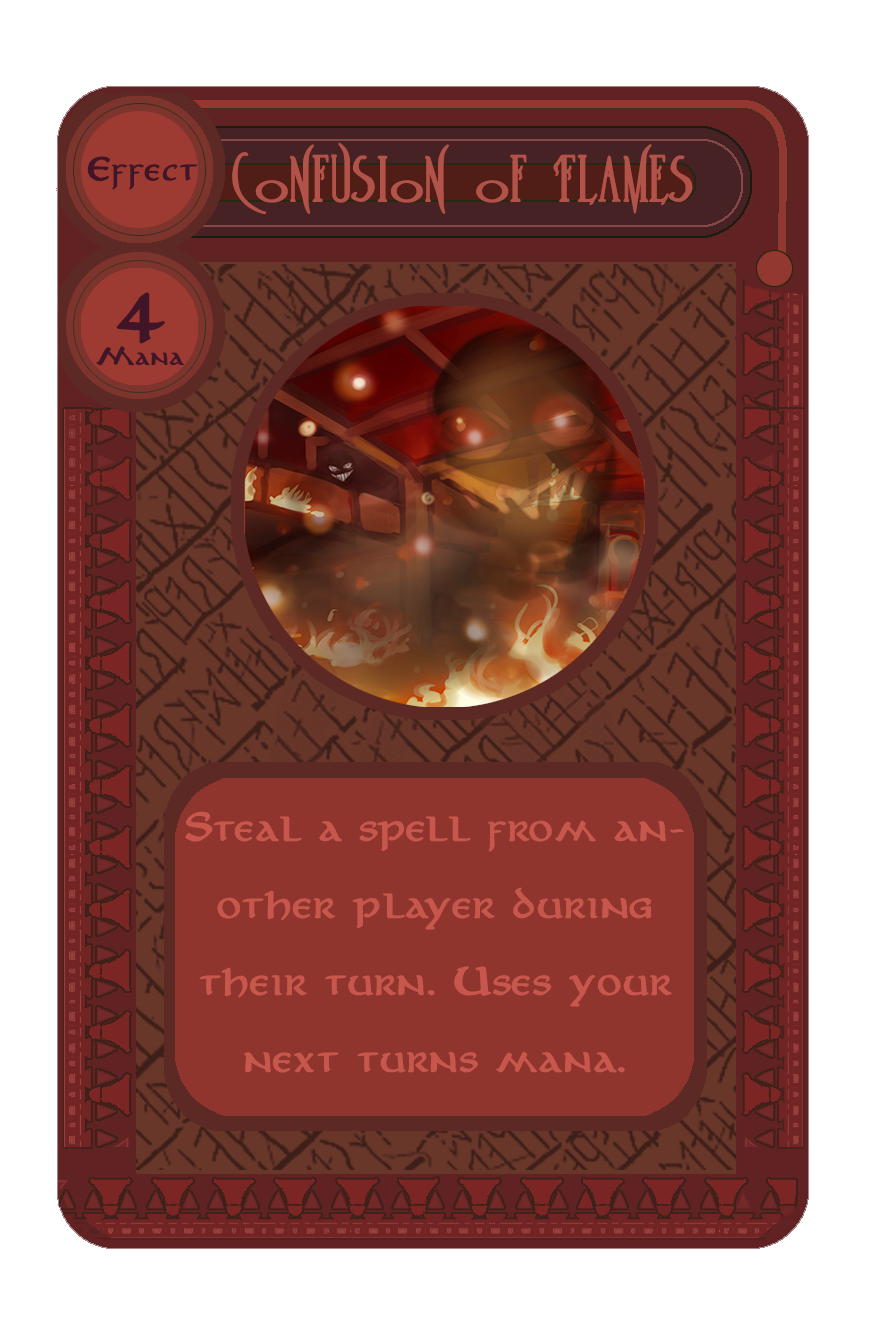 Effect
Confusion of Flames
4
Mana
Steal a spell from an-
other player during
their turn. Uses your
next turns mana.